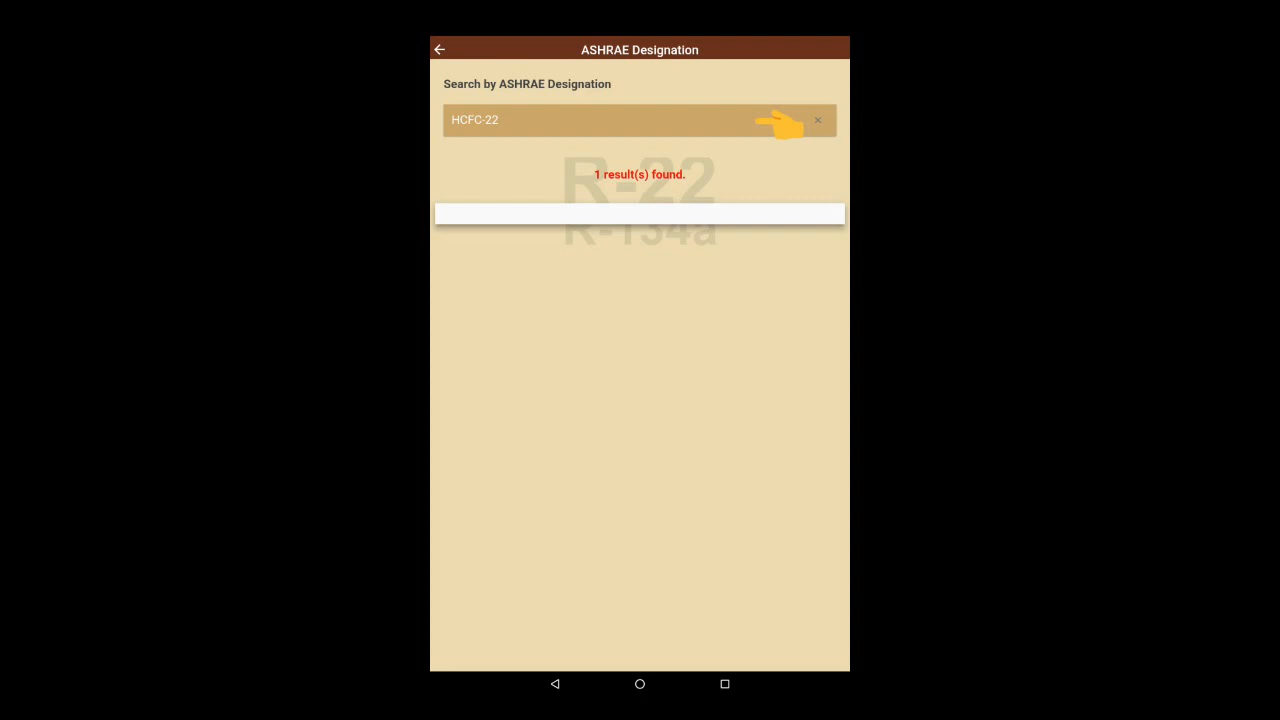 ASHRAE Designation
Search by ASHRAE Designation
HCFC-22
R-22
1 result(s) found.
R-134a